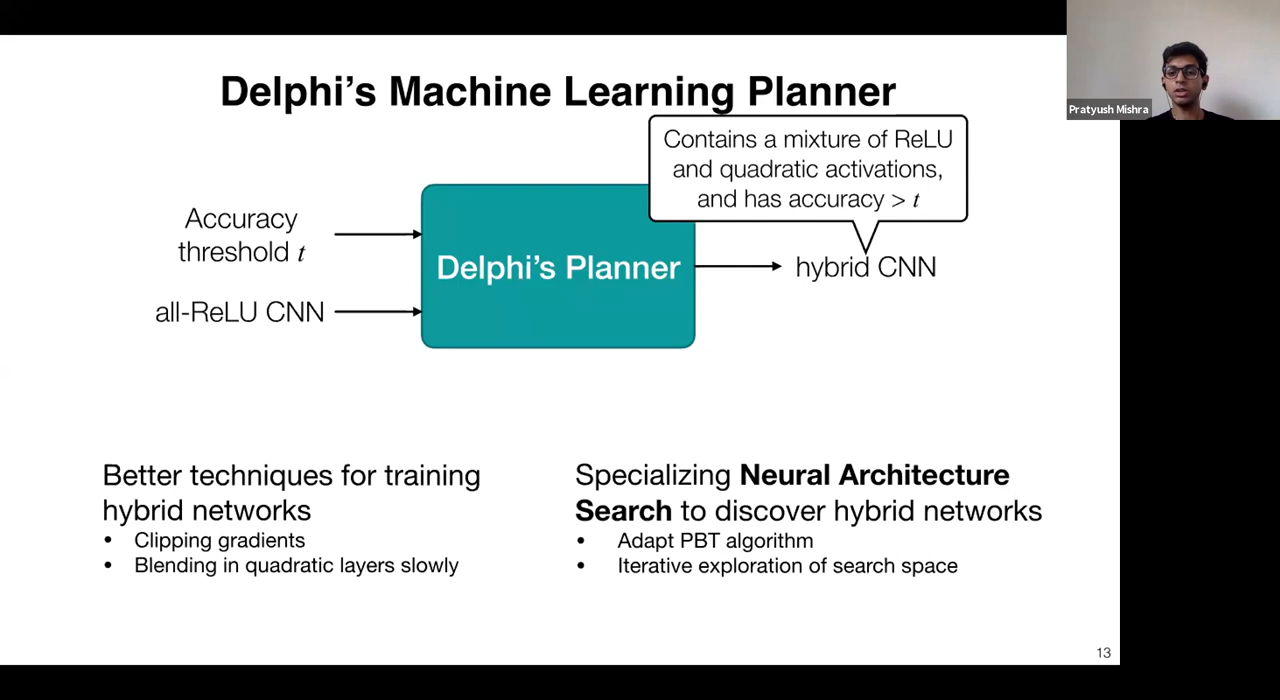 Delphi's Machine Learning Planner
Pratyush Mishra
Contains a mixture of ReLU
and quadratic activations,
and has accuracy > t
Accuracy
threshold t
all-ReLU CNN
Delphi's Planner
hybrid CNN
Better techniques for training
hybrid networks
• Clipping gradients
• Blending in quadratic layers slowly
Specializing Neural Architecture
Search to discover hybrid networks
• Adapt PBT algorithm
• Iterative exploration of search space
13